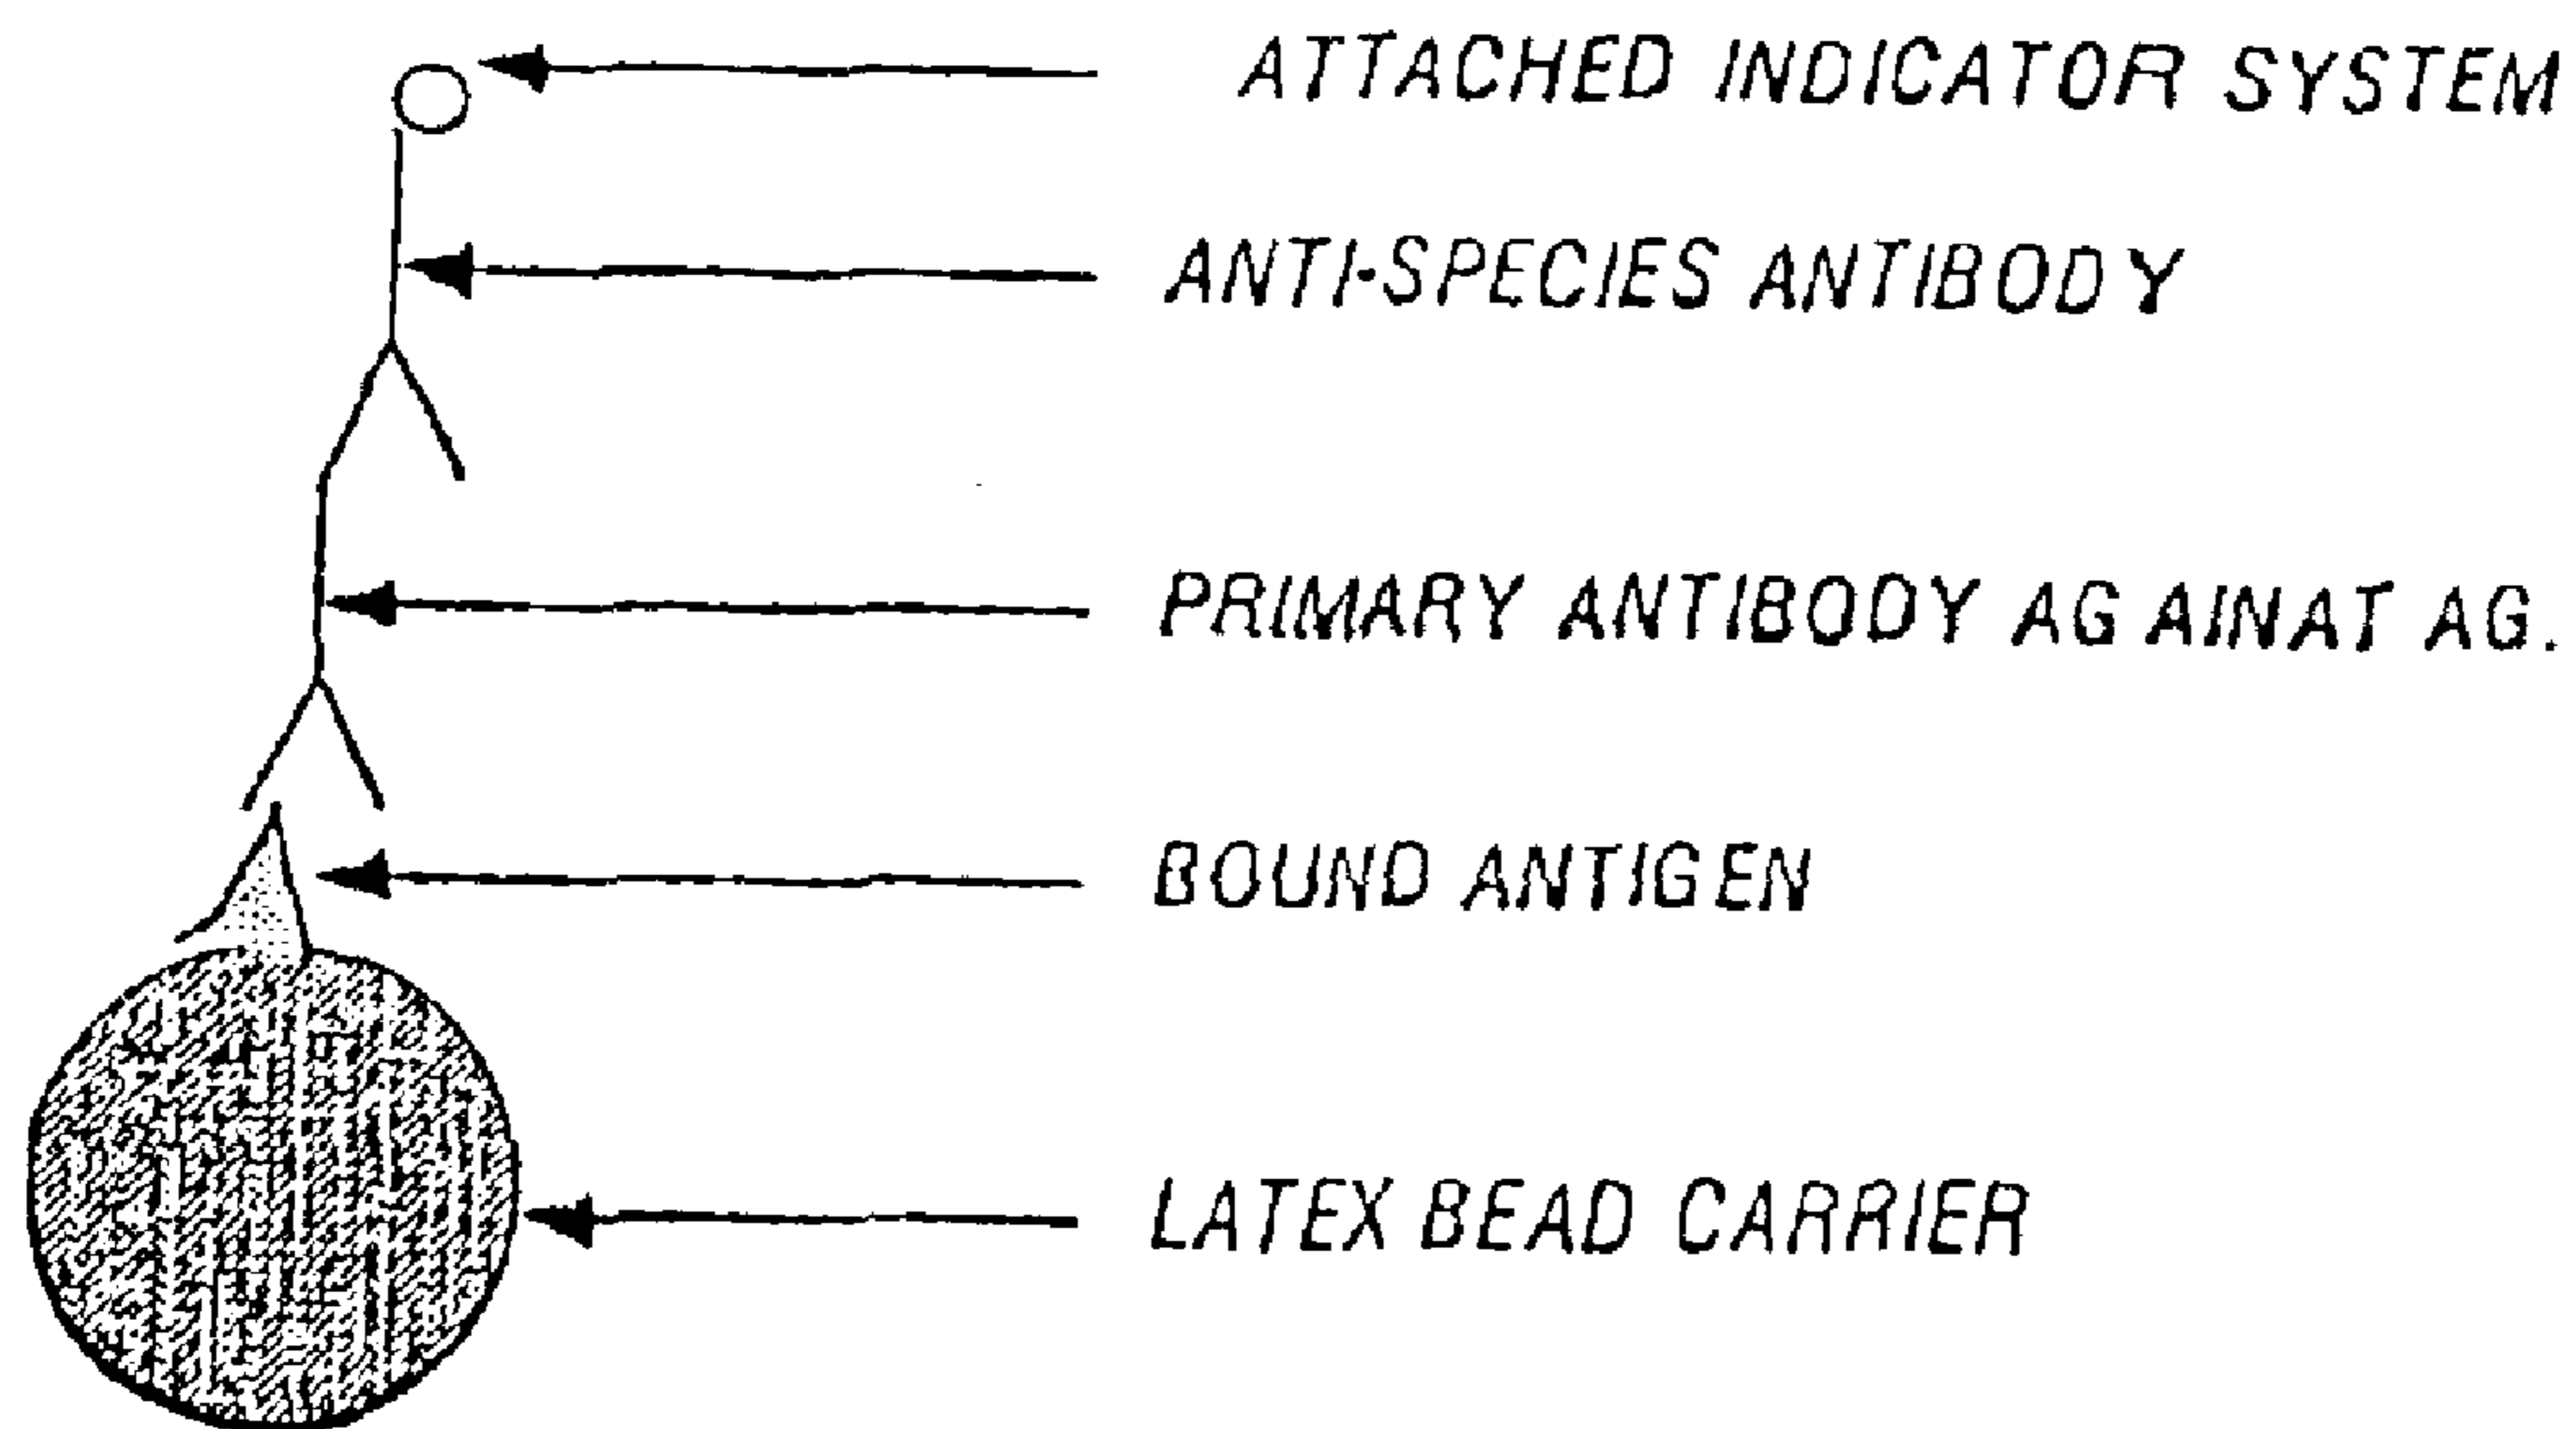 ATTACHED INDICATOR SYSTEM
ANTI-SPECIES ANTIBODY
PRIMARY ANTIBODY AG AINAT AG.
BOUND ANTIGEN
LATEX BEAD CARRIER